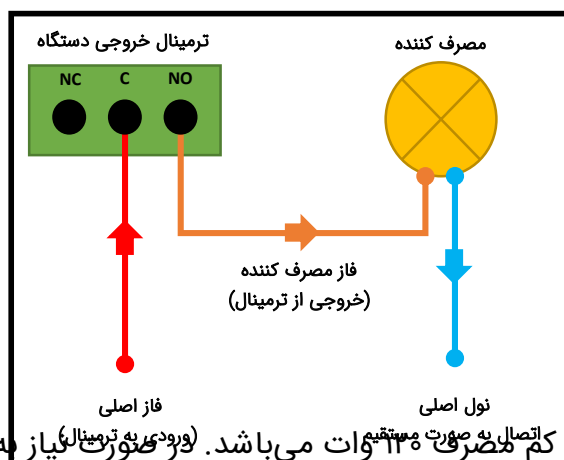 ترمینال خروجی دستگاه
مصرف کننده
NC C NO
فاز مصرف کننده
(خروجی از ترمینال)
فاز اصلی
(ورودی به ترمینال)
نول اصلی
اتصال به صورت مستقیم
کم مصرف ۱۳۰ وات می‌باشد. در صورت نیاز به